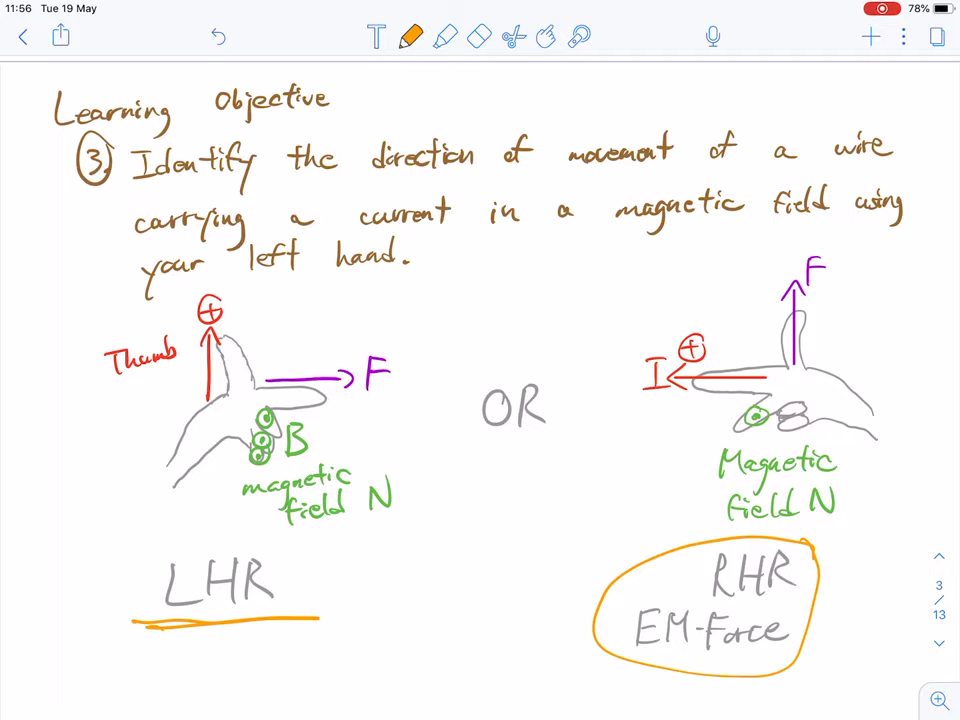 11:56 Tue 19 May
78%
T
Learning Objective
③ Identify the direction of movement of a wire
carrying a current in a magnetic field using
your left hand.
Thumb
+
F
B
magnetic
field N
OR
F
I
+
Magnetic
field N
LHR
RHR
EM-Force
3
/
13